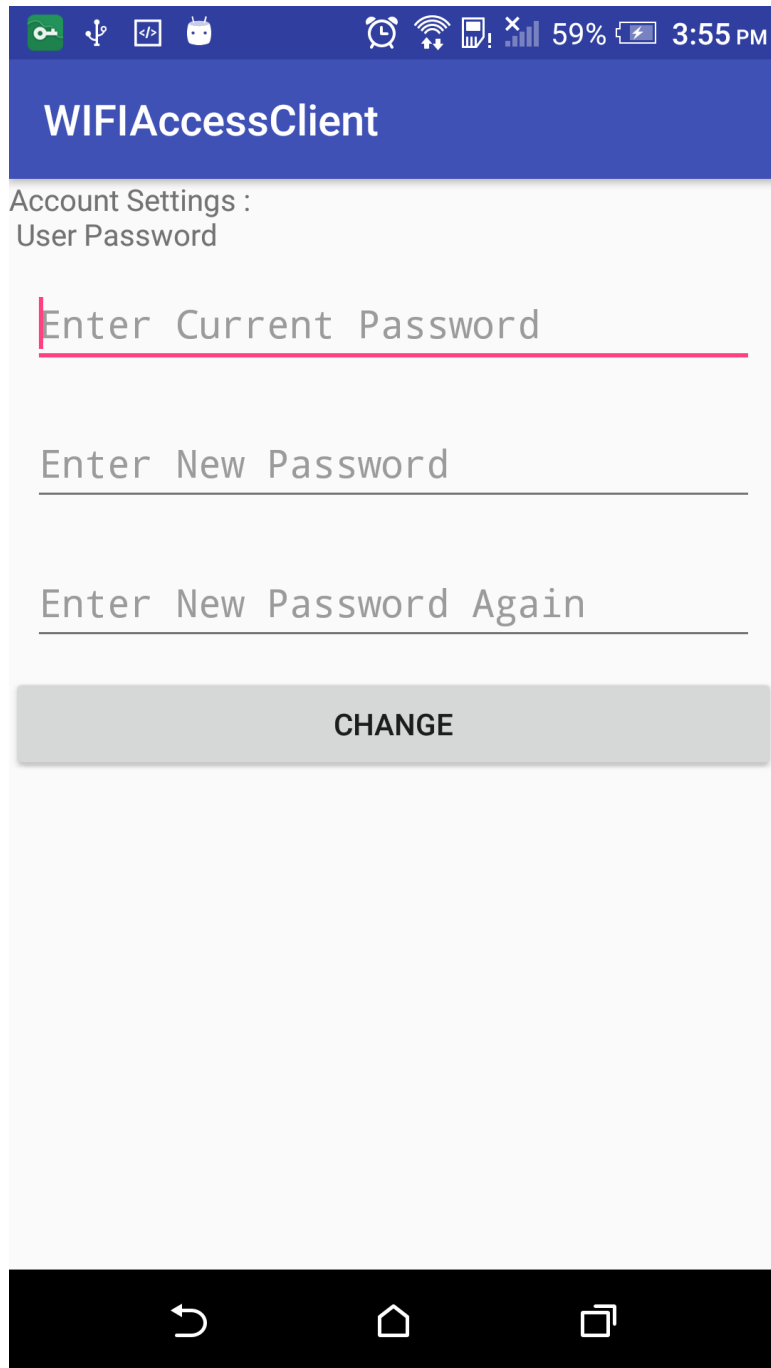 59% 3:55 PM
WIFIAccessClient
Account Settings :
User Password
Enter Current Password
Enter New Password
Enter New Password Again
CHANGE